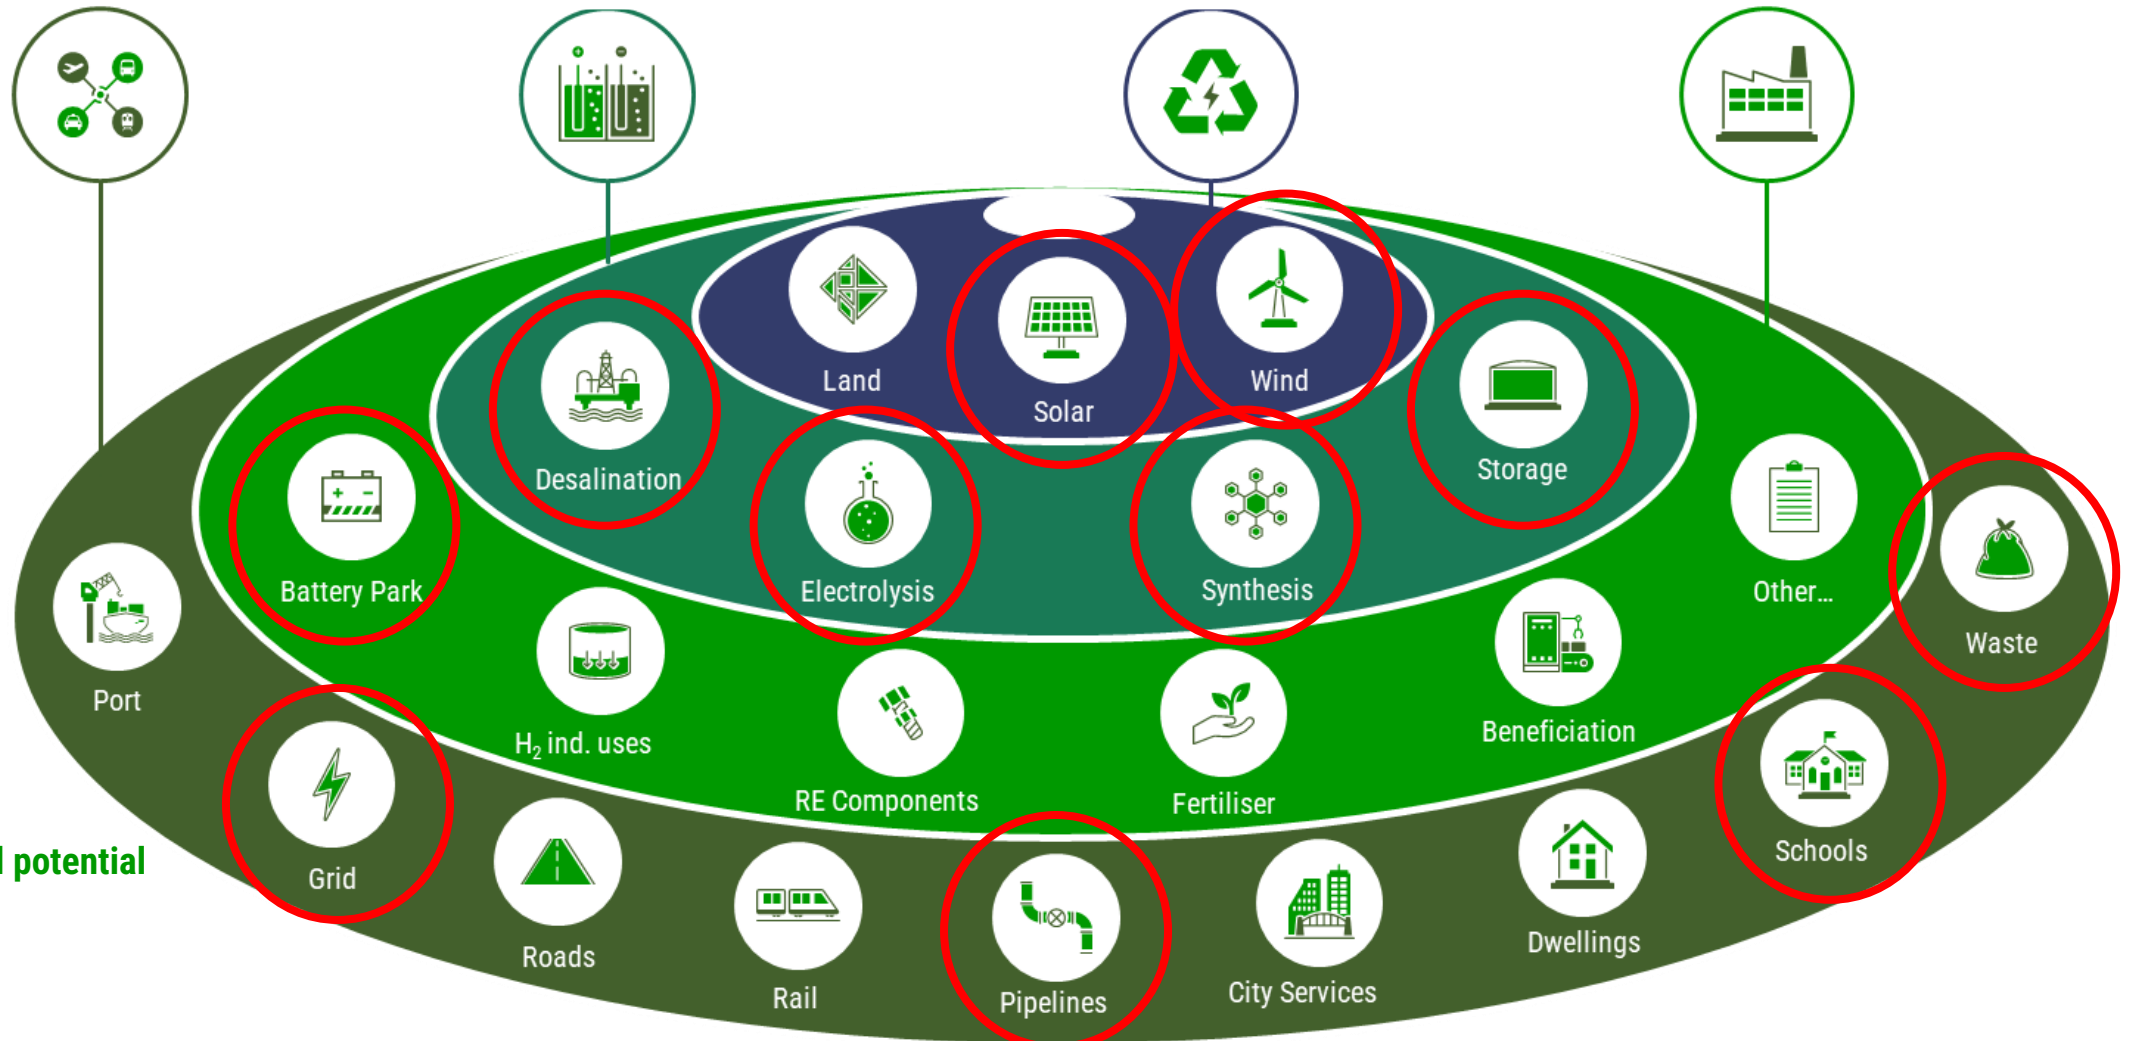 Land
Solar
Wind
Desalination
Electrolysis
Synthesis
Storage
Battery Park
H₂ ind. uses
RE Components
Fertiliser
Beneficiation
Other...
Port
Grid
Roads
Rail
Pipelines
City Services
Dwellings
Schools
Waste
potential